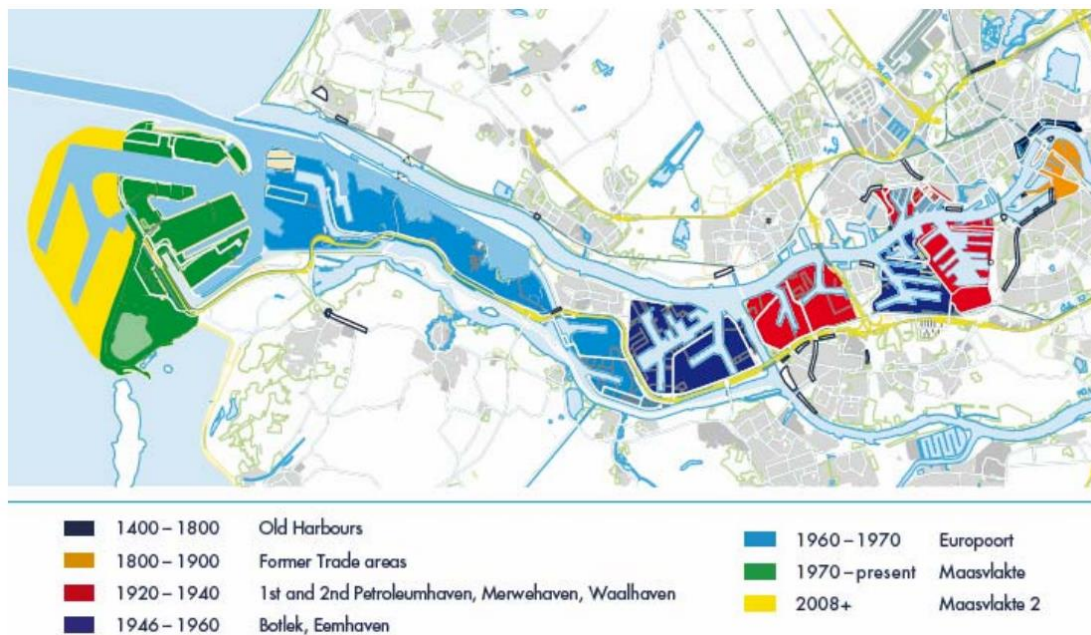 1400 – 1800 Old Harbours
1800 – 1900 Former Trade areas
1920 – 1940 1st and 2nd Petroleumhaven, Merwehaven, Waalhaven
1946 – 1960 Botlek, Eemhaven
1960 – 1970 Europoort
1970 – present Maasvlakte
2008+ Maasvlakte 2